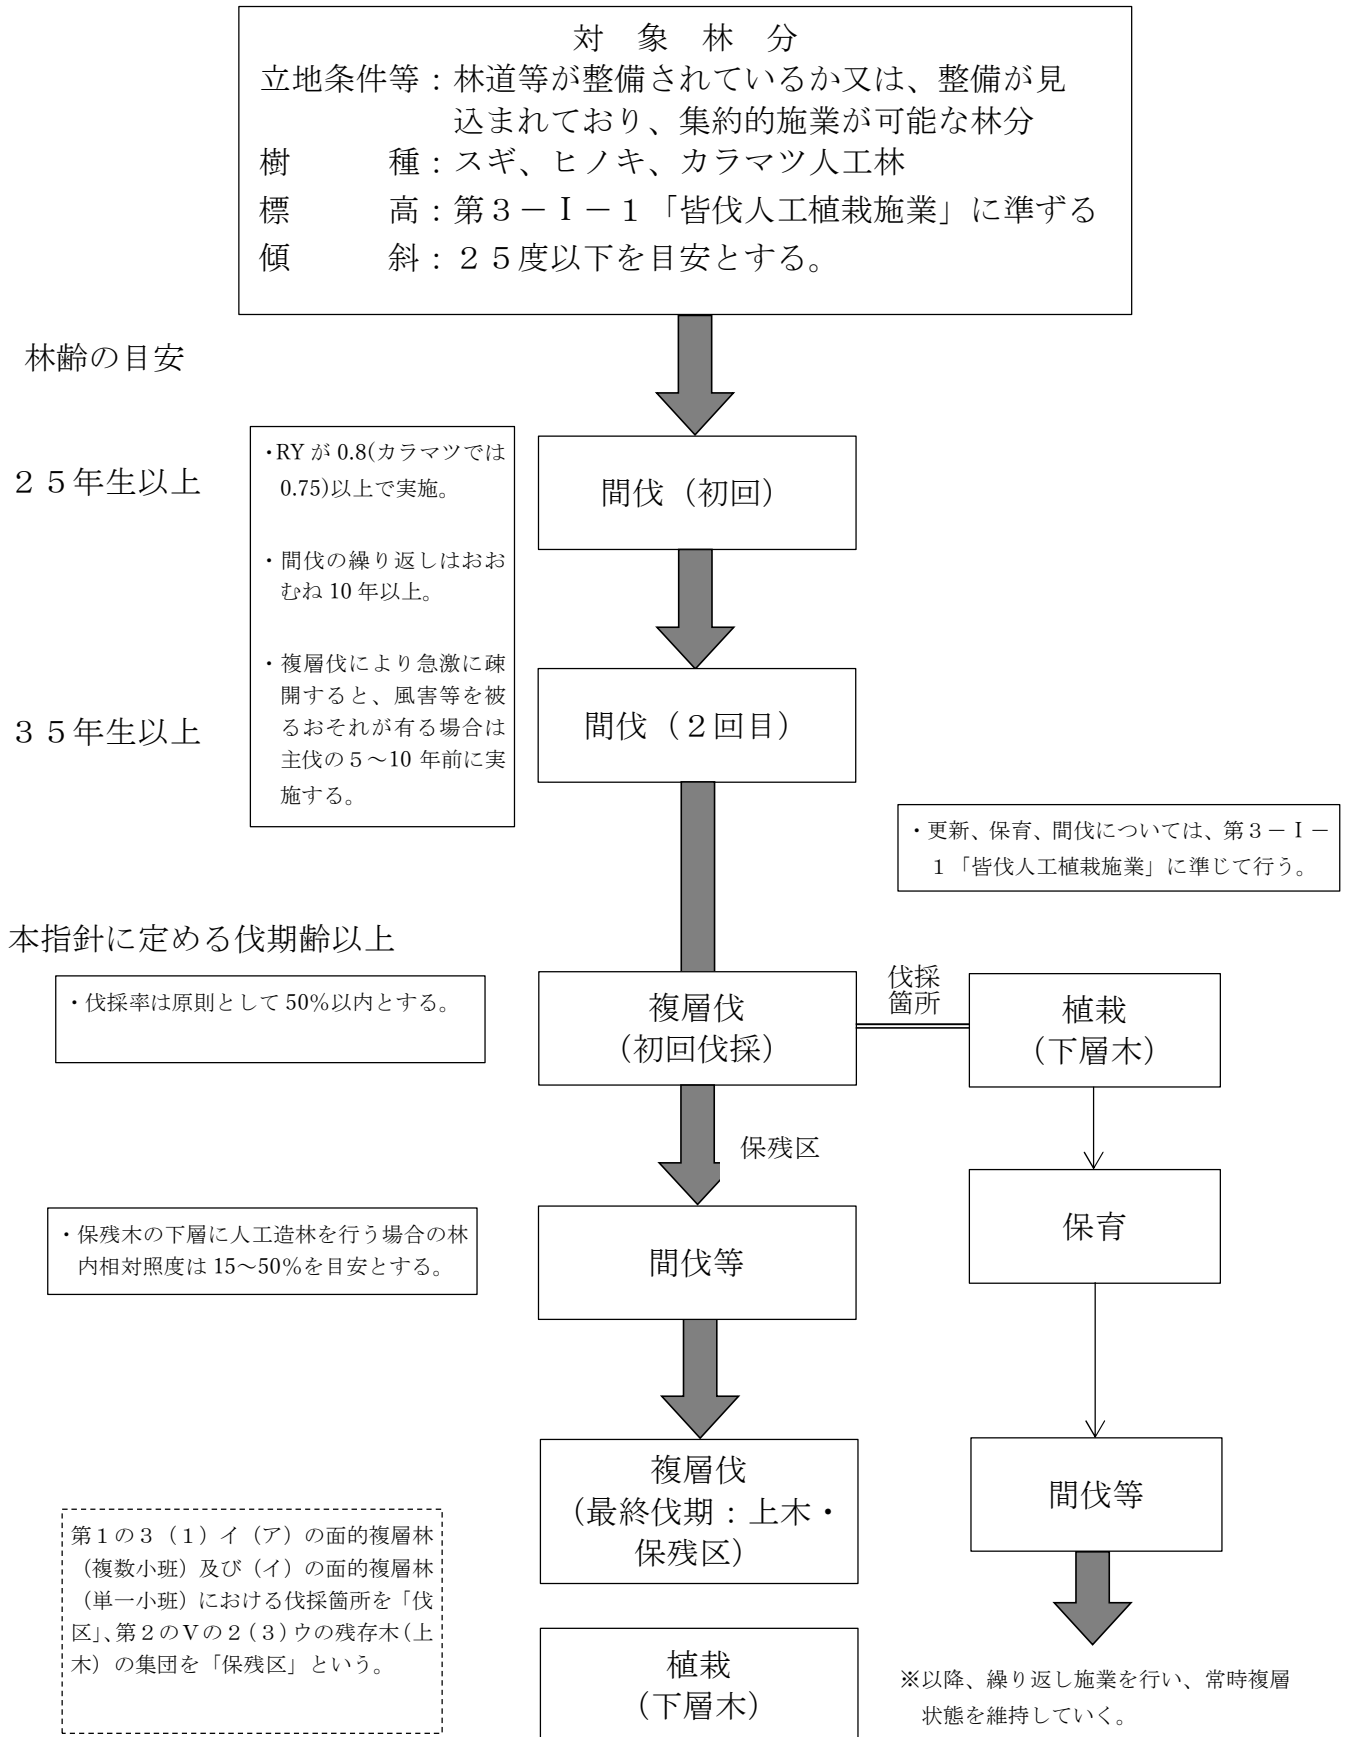 対 象 林 分
立地条件等：林道等が整備されているか又は、整備が見
込まれており、集約的施業が可能な林分
樹 種：スギ、ヒノキ、カラマツ人工林
標 高：第３－Ⅰ－１「皆伐人工植栽施業」に準ずる
傾 斜：２５度以下を目安とする。
林齢の目安
２５年生以上
・RY が 0.8(カラマツでは
0.75)以上で実施。
・間伐の繰り返しはおお
むね 10 年以上。
・複層伐により急激に疎
開すると、風害等を被
るおそれが有る場合は
主伐の５～10 年前に実
施する。
間伐（初回）
３５年生以上
間伐（２回目）
・更新、保育、間伐については、第３－Ⅰ－
１「皆伐人工植栽施業」に準じて行う。
本指針に定める伐期齢以上
・伐採率は原則として 50%以内とする。
複層伐
（初回伐採）
伐採
箇所
植栽
（下層木）
保残区
・保残木の下層に人工造林を行う場合の林
内相対照度は 15～50％を目安とする。
間伐等
保育
複層伐
（最終伐期：上木・
保残区）
間伐等
第１の３（１）イ（ア）の面的複層林
（複数小班）及び（イ）の面的複層林
（単一小班）における伐採箇所を「伐
区」、第２のⅤの２(３)ウの残存木(上
木）の集団を「保残区」という。
植栽
（下層木）
※以降、繰り返し施業を行い、常時複層
状態を維持していく。